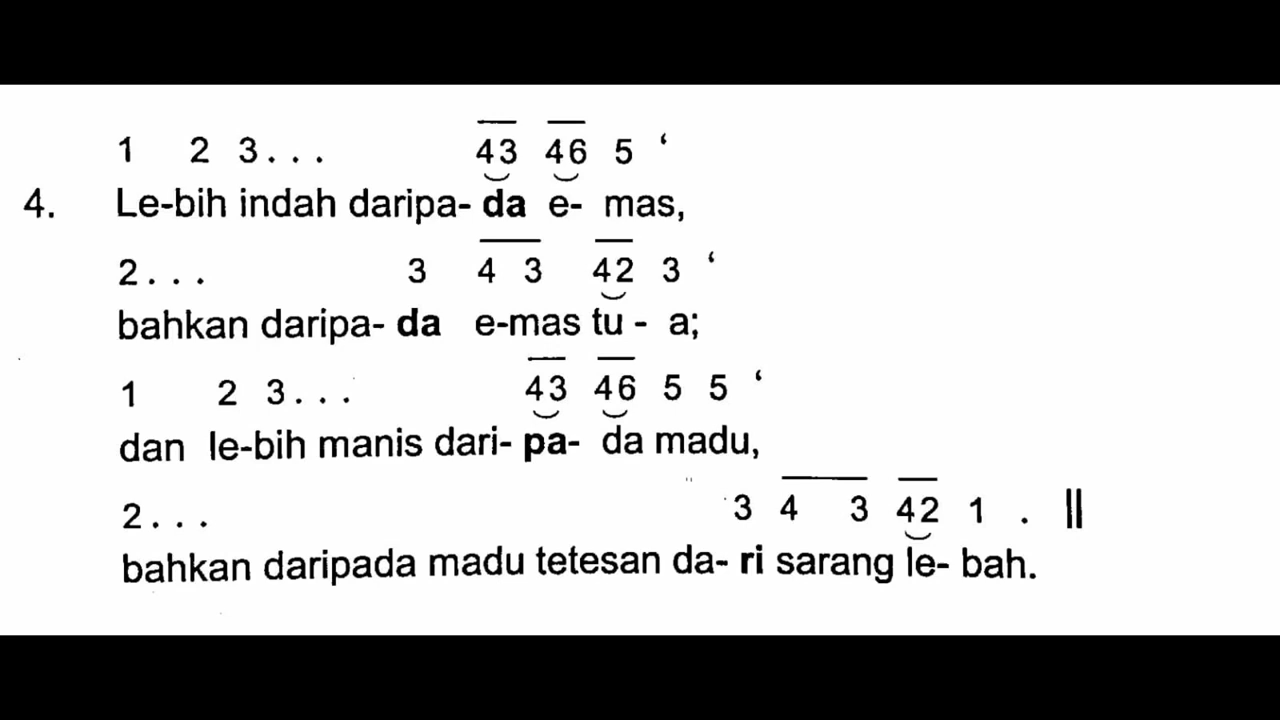 1 2 3... 43 46 5 ‘
4. Le-bih indah daripa- da e- mas,
2... 3 4 3 42 3 ‘
bahkan daripa- da e-mas tu - a;
1 2 3... 43 46 5 5 ‘
dan le-bih manis dari- pa- da madu,
2... 3 4 3 42 1 . ||
bahkan daripada madu tetesan da- ri sarang le- bah.